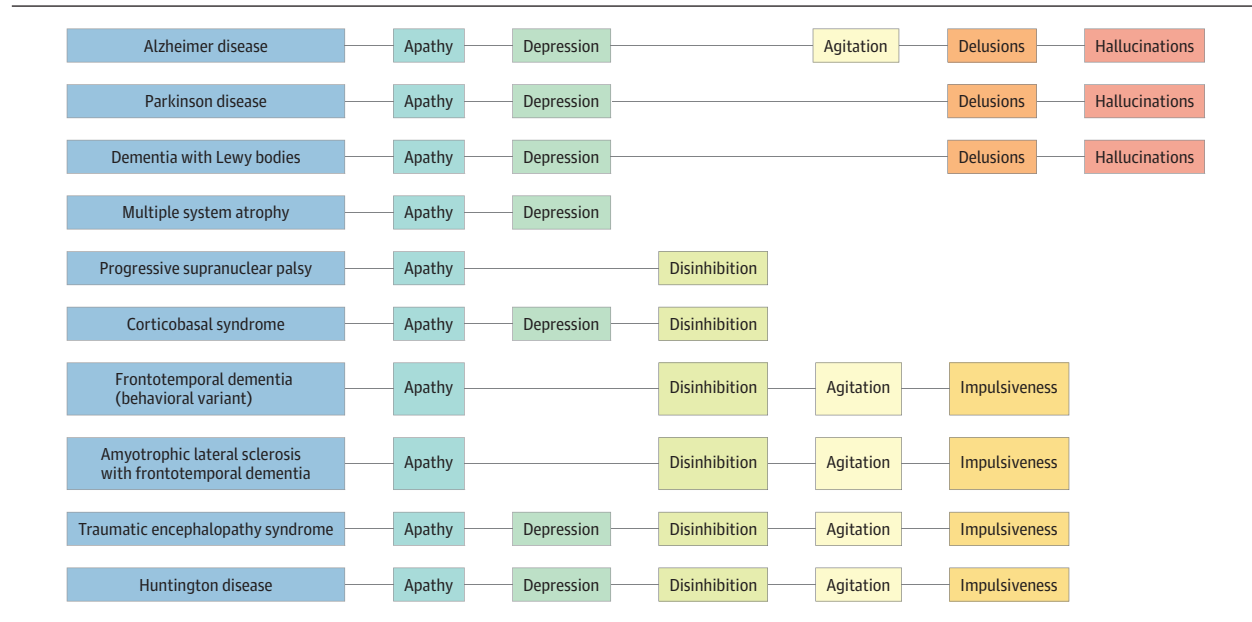 Alzheimer disease Apathy Depression Agitation Delusions Hallucinations
Parkinson disease Apathy Depression Delusions Hallucinations
Dementia with Lewy bodies Apathy Depression Delusions Hallucinations
Multiple system atrophy Apathy Depression
Progressive supranuclear palsy Apathy Disinhibition
Corticobasal syndrome Apathy Depression Disinhibition
Frontotemporal dementia
(behavioral variant) Apathy Disinhibition Agitation Impulsiveness
Amyotrophic lateral sclerosis
with frontotemporal dementia Apathy Disinhibition Agitation Impulsiveness
Traumatic encephalopathy syndrome Apathy Depression Disinhibition Agitation Impulsiveness
Huntington disease Apathy Depression Disinhibition Agitation Impulsiveness